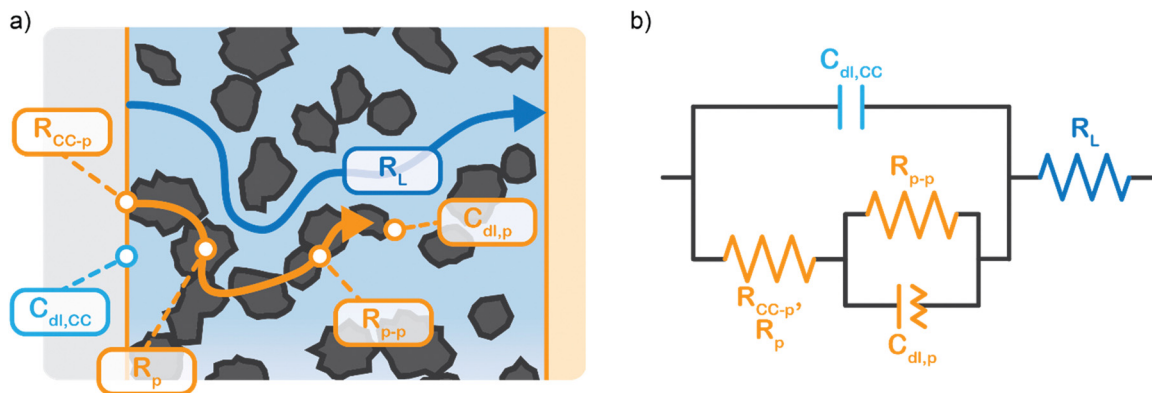 a)
R_CC-p
R_L
C_dl,p
C_dl,CC
R_p-p
R_p
b)
C_dl,CC
R_L
R_p-p
R_CC-p,
R_p
C_dl,p